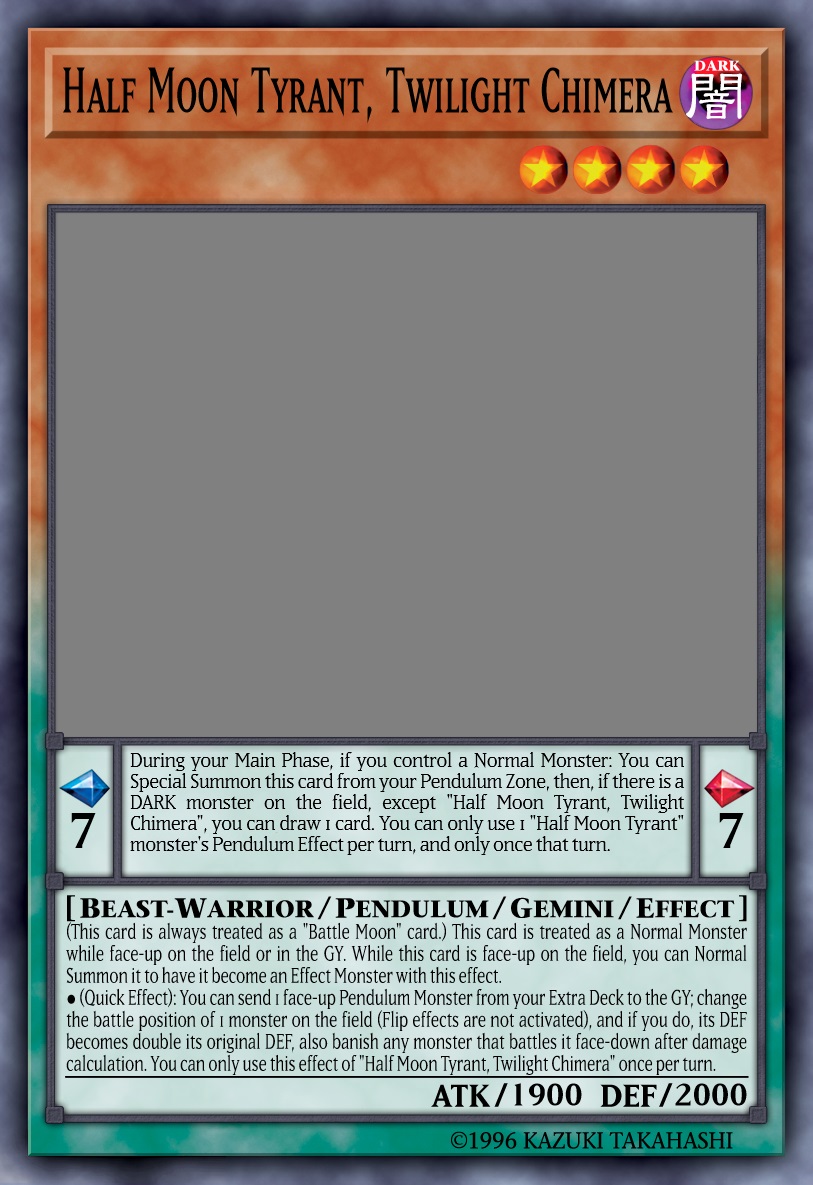 Half Moon Tyrant, Twilight Chimera
DARK
闇
During your Main Phase, if you control a Normal Monster: You can
Special Summon this card from your Pendulum Zone, then, if there is a
DARK monster on the field, except "Half Moon Tyrant, Twilight
Chimera", you can draw 1 card. You can only use 1 "Half Moon Tyrant"
monster's Pendulum Effect per turn, and only once that turn.
7
7
[ Beast-Warrior / Pendulum / Gemini / Effect ]
(This card is always treated as a "Battle Moon" card.) This card is treated as a Normal Monster
while face-up on the field or in the GY. While this card is face-up on the field, you can Normal
Summon it to have it become an Effect Monster with this effect.
● (Quick Effect): You can send 1 face-up Pendulum Monster from your Extra Deck to the GY; change
the battle position of 1 monster on the field (Flip effects are not activated), and if you do, its DEF
becomes double its original DEF, also banish any monster that battles it face-down after damage
calculation. You can only use this effect of "Half Moon Tyrant, Twilight Chimera" once per turn.
ATK/1900 DEF/2000
©1996 KAZUKI TAKAHASHI